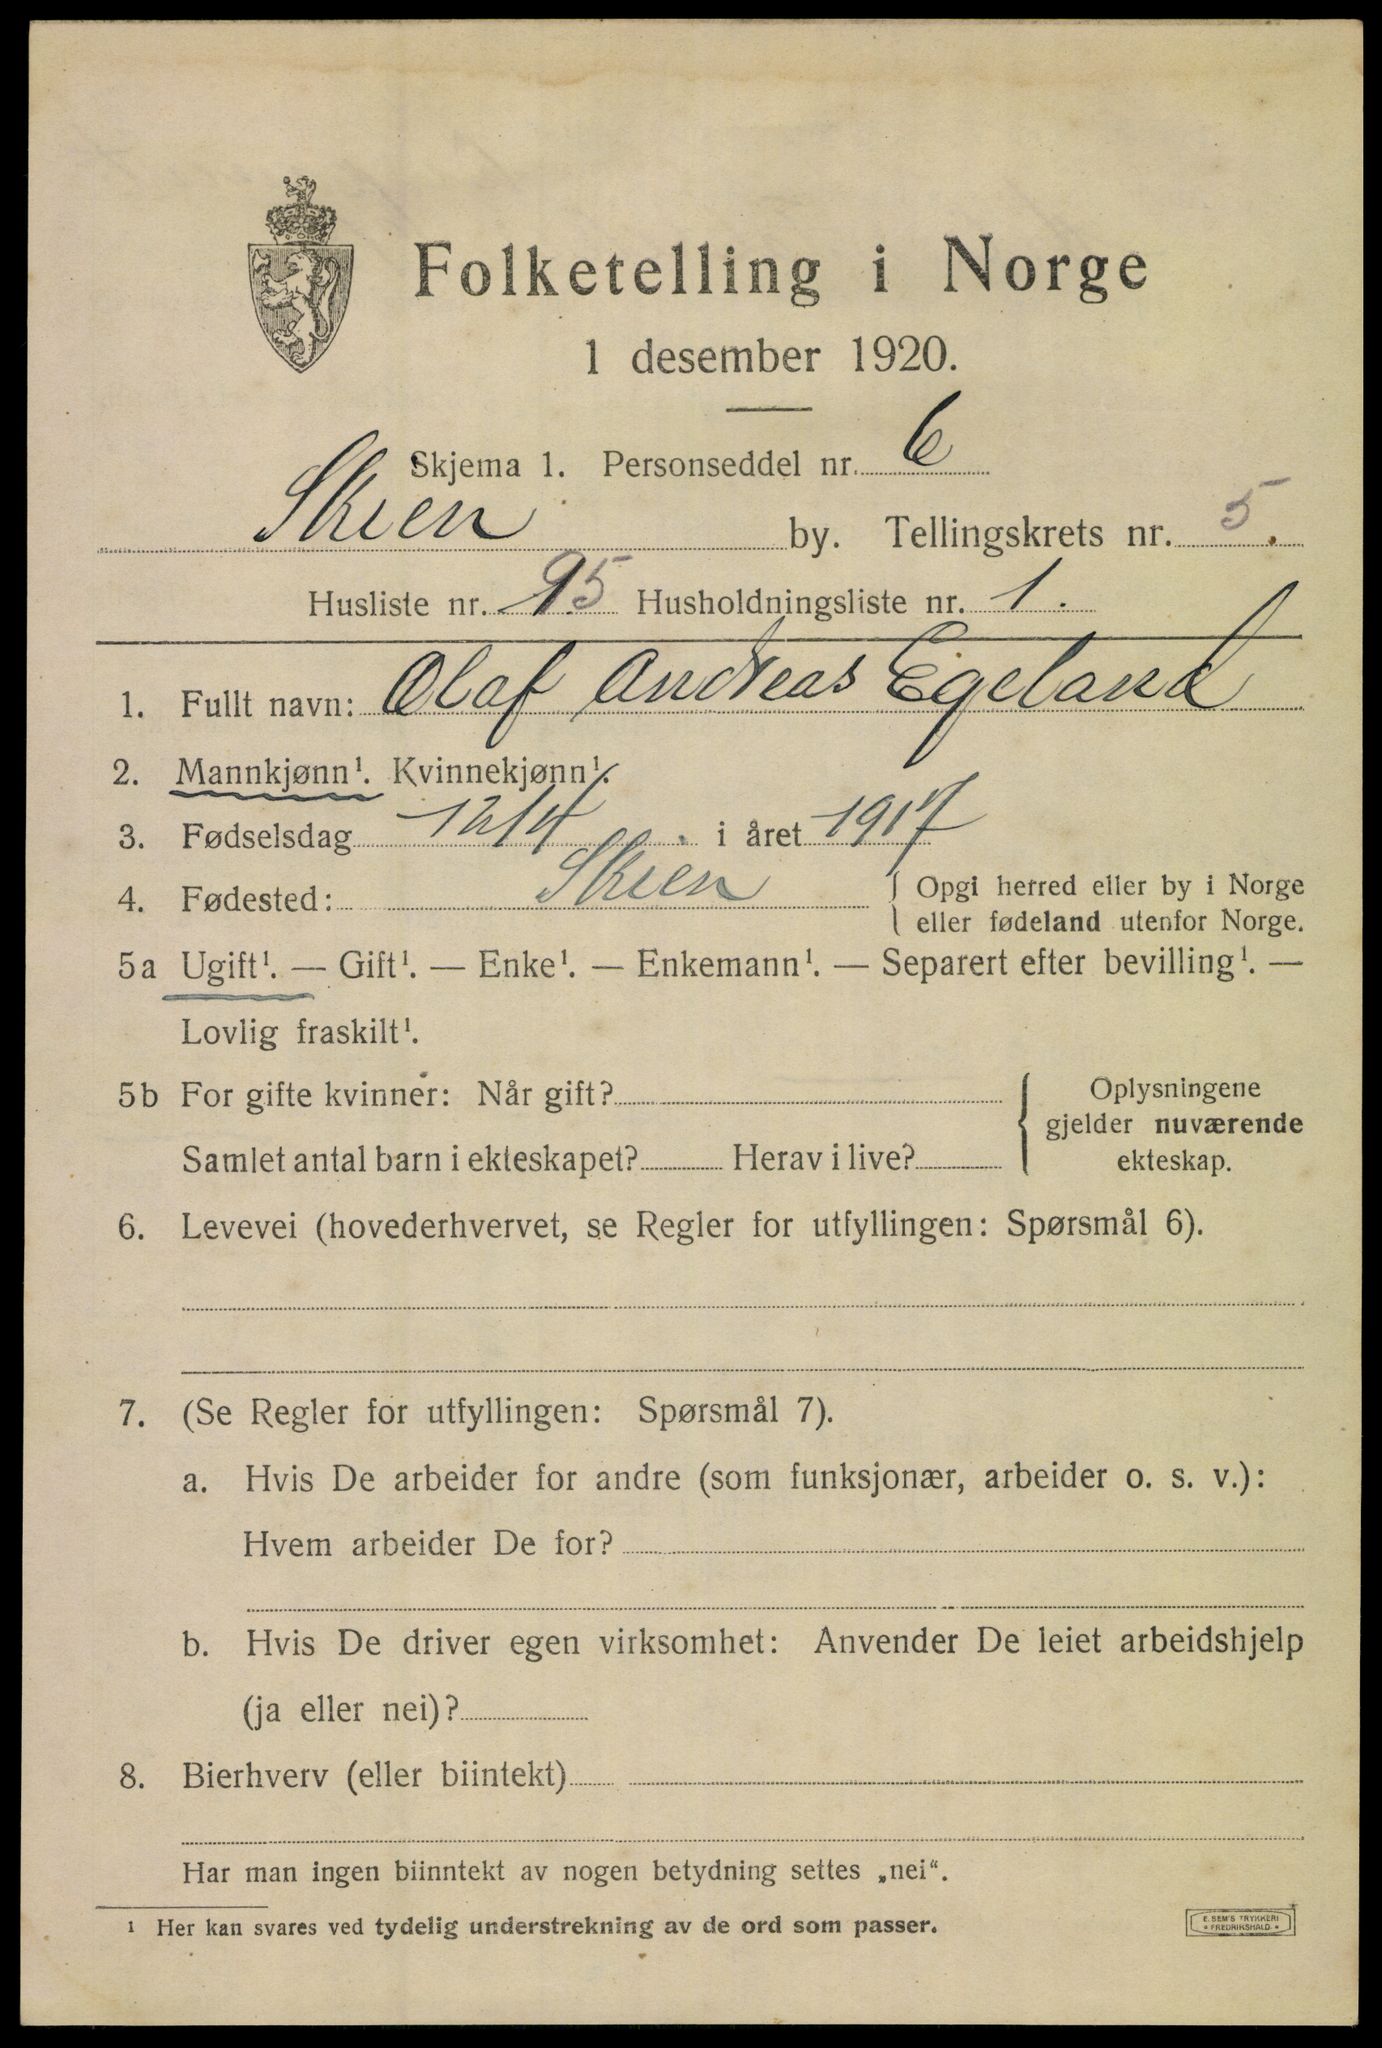 Folketelling i Norge
1 desember 1920.
Skjema 1. Personseddel nr. 6
Skien by. Tellingskrets nr. 5.
Husliste nr. 95 Husholdningsliste nr. 1.
1. Fullt navn: Olaf Andreas Egeland
2. Mannkjønn¹. Kvinnekjønn¹.
3. Fødselsdag 12/4 i året 1917
4. Fødested: Skien { Opgi herred eller by i Norge
eller fødeland utenfor Norge.
5a Ugift¹. — Gift¹. — Enke¹. — Enkemann¹. — Separert efter bevilling¹. —
Lovlig fraskilt¹.
5b For gifte kvinner: Når gift? { Oplysningene
gjelder nuværende
Samlet antal barn i ekteskapet? Herav i live? ekteskap.
6. Levevei (hovederhvervet, se Regler for utfyllingen: Spørsmål 6).
7. (Se Regler for utfyllingen: Spørsmål 7).
a. Hvis De arbeider for andre (som funksjonær, arbeider o. s. v.):
Hvem arbeider De for?
b. Hvis De driver egen virksomhet: Anvender De leiet arbeidshjelp
(ja eller nei)?
8. Bierhverv (eller biintekt)
Har man ingen biinntekt av nogen betydning settes „nei“.
¹ Her kan svares ved tydelig understrekning av de ord som passer.
E. SEM'S TRYKKERI
* FREDRIKSHALD *